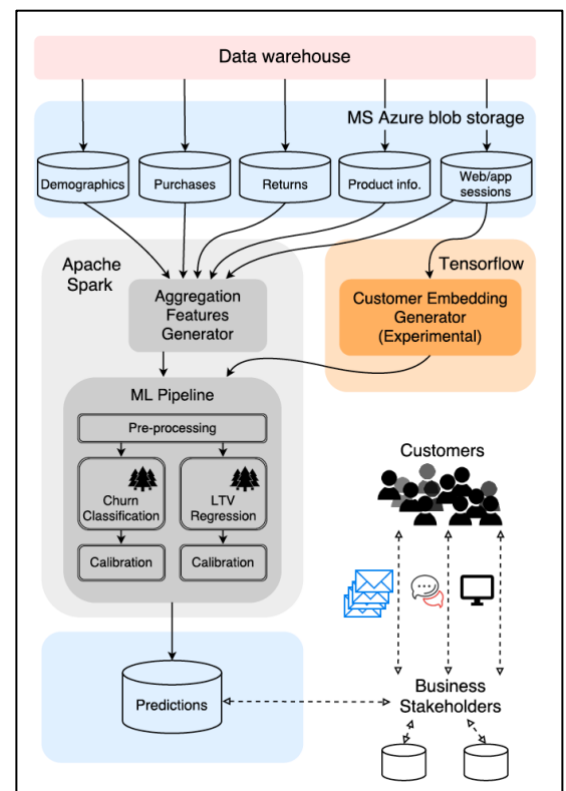 Data warehouse
MS Azure blob storage
Demographics
Purchases
Returns
Product info.
Web/app
sessions
Apache
Spark
Aggregation
Features
Generator
Tensorflow
Customer Embedding
Generator
(Experimental)
ML Pipeline
Pre-processing
Churn
Classification
LTV
Regression
Calibration
Calibration
Customers
Business
Stakeholders
Predictions